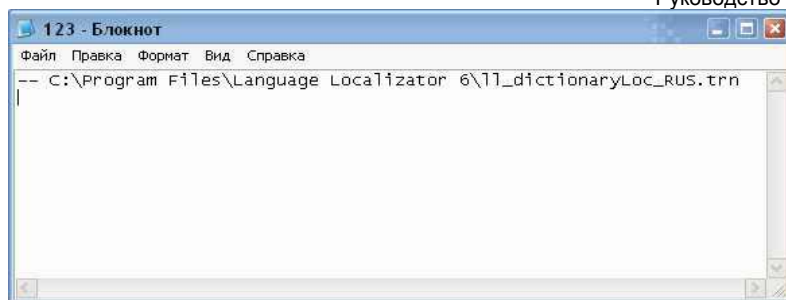 Руководство
123 - Блокнот
Файл Правка Формат Вид Справка
-- C:\Program Files\Language Localizator 6\ll_dictionaryLoc_RUS.trn